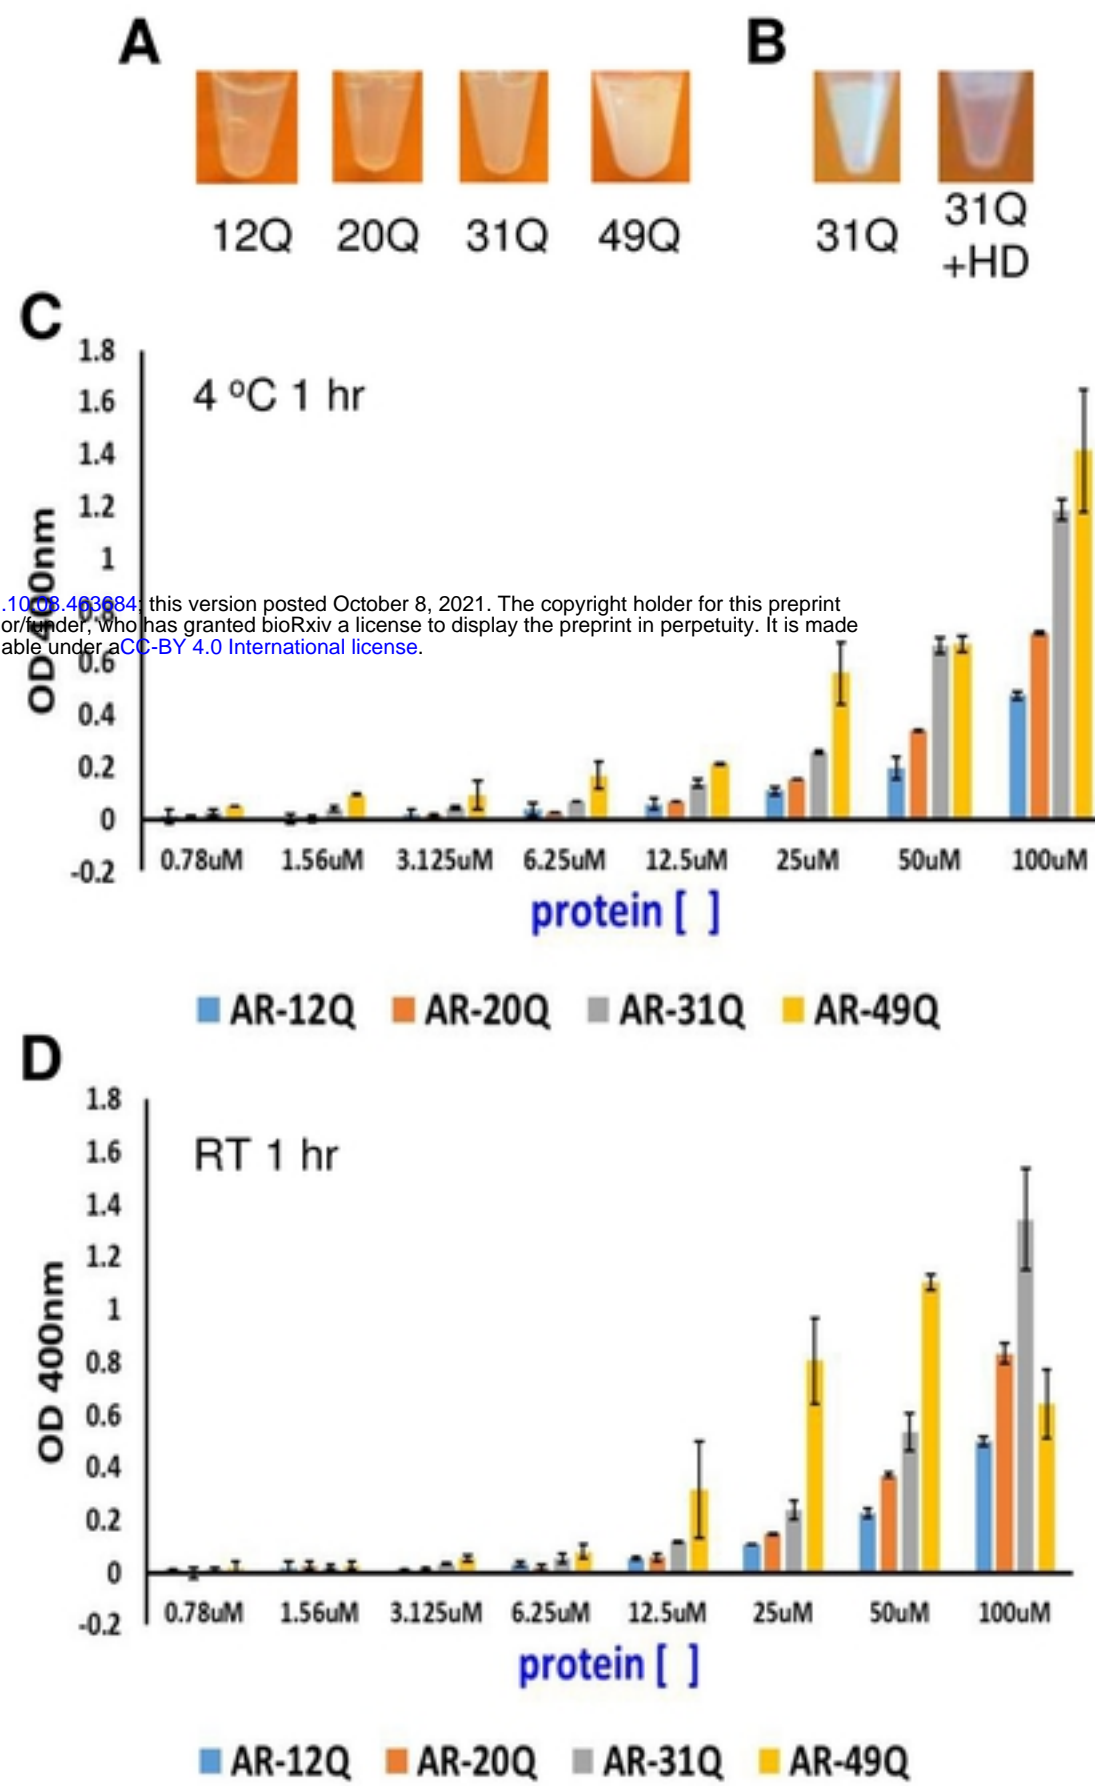 A
B
12Q 20Q 31Q 49Q
31Q
31Q
+HD
C
4 °C 1 hr
OD 400nm
1.8
1.6
1.4
1.2
1
0.8
0.6
0.4
0.2
0
-0.2
.10.08.463684; this version posted October 8, 2021. The copyright holder for this preprint
or/funder, who has granted bioRxiv a license to display the preprint in perpetuity. It is made
able under aCC-BY 4.0 International license.
0.78uM 1.56uM 3.125uM 6.25uM 12.5uM 25uM 50uM 100uM
protein [ ]
AR-12Q AR-20Q AR-31Q AR-49Q
D
RT 1 hr
OD 400nm
1.8
1.6
1.4
1.2
1
0.8
0.6
0.4
0.2
0
-0.2
0.78uM 1.56uM 3.125uM 6.25uM 12.5uM 25uM 50uM 100uM
protein [ ]
AR-12Q AR-20Q AR-31Q AR-49Q